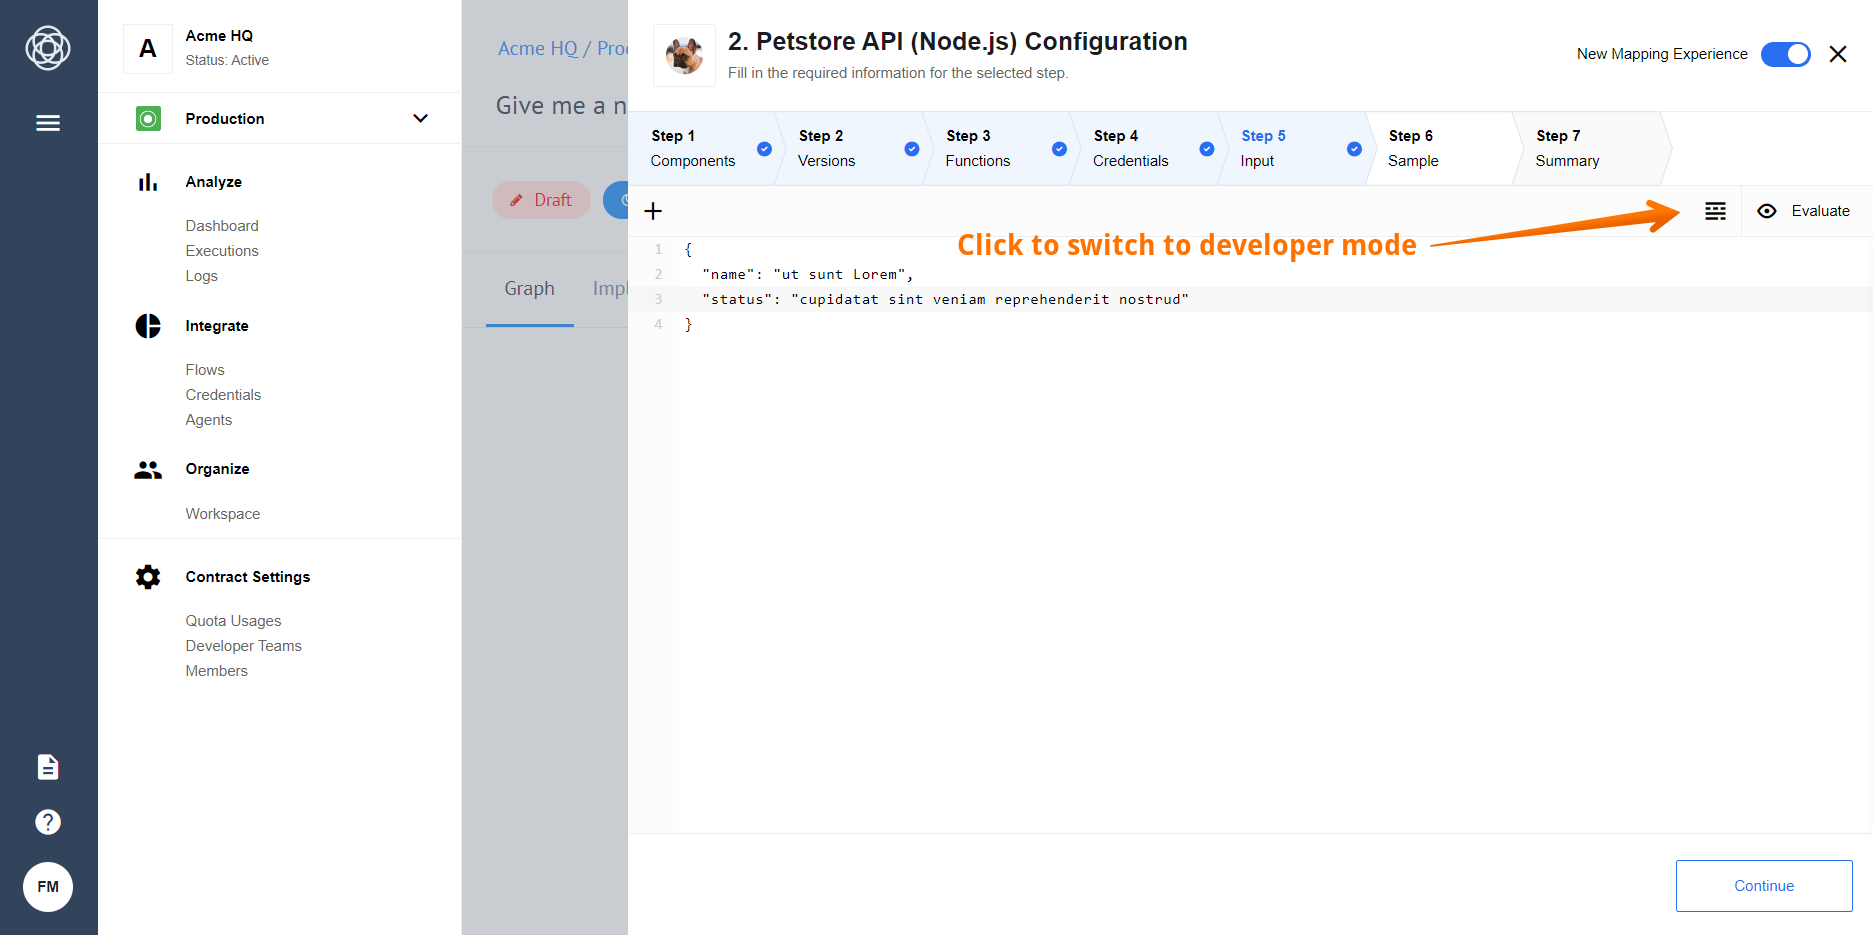 A
Acme HQ
Status: Active
Production
Analyze
Dashboard
Executions
Logs
Integrate
Flows
Credentials
Agents
Organize
Workspace
Contract Settings
Quota Usages
Developer Teams
Members
?
FM
Acme HQ / Pro
Give me a n
Draft
Graph
Impl
2. Petstore API (Node.js) Configuration
Fill in the required information for the selected step.
New Mapping Experience
Step 1
Components
Step 2
Versions
Step 3
Functions
Step 4
Credentials
Step 5
Input
Step 6
Sample
Step 7
Summary
+
Evaluate
Click to switch to developer mode
1 {
2 "name": "ut sunt Lorem",
3 "status": "cupidatat sint veniam reprehenderit nostrud"
4 }
Continue